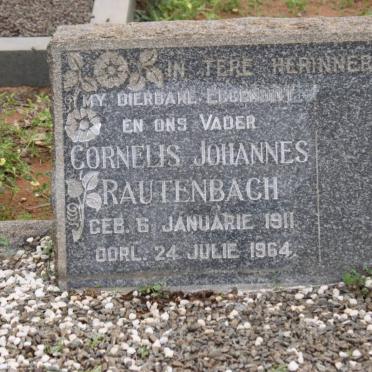 IN TERE HERINNER
MY DIERBARE EGGENOOT
EN ONS VADER
CORNELIS JOHANNES
RAUTENBACH
GEB. 6 JANUARIE 1911
OORL. 24 JULIE 1964.